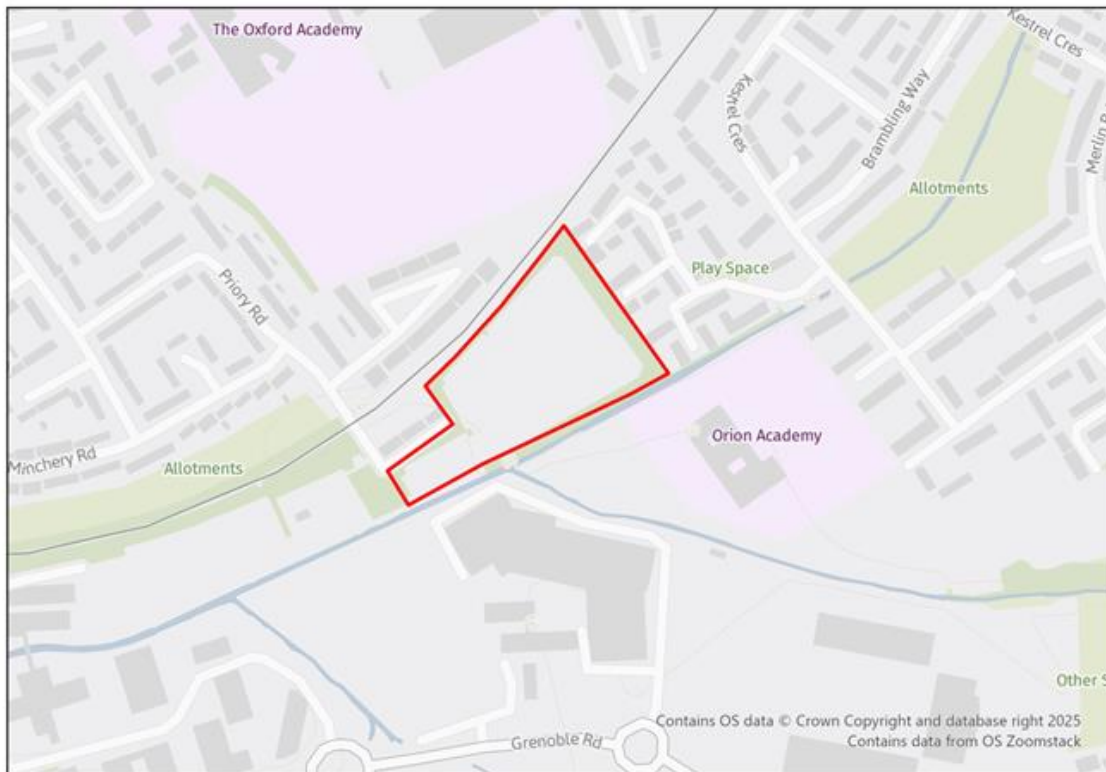 The Oxford Academy
Kestrel Cres
Kestrel Cres
Brambling Way
Allotments
Play Space
Priory Rd
Orion Academy
Minchery Rd
Allotments
Grenoble Rd
Contains OS data © Crown Copyright and database right 2025
Contains data from OS Zoomstack